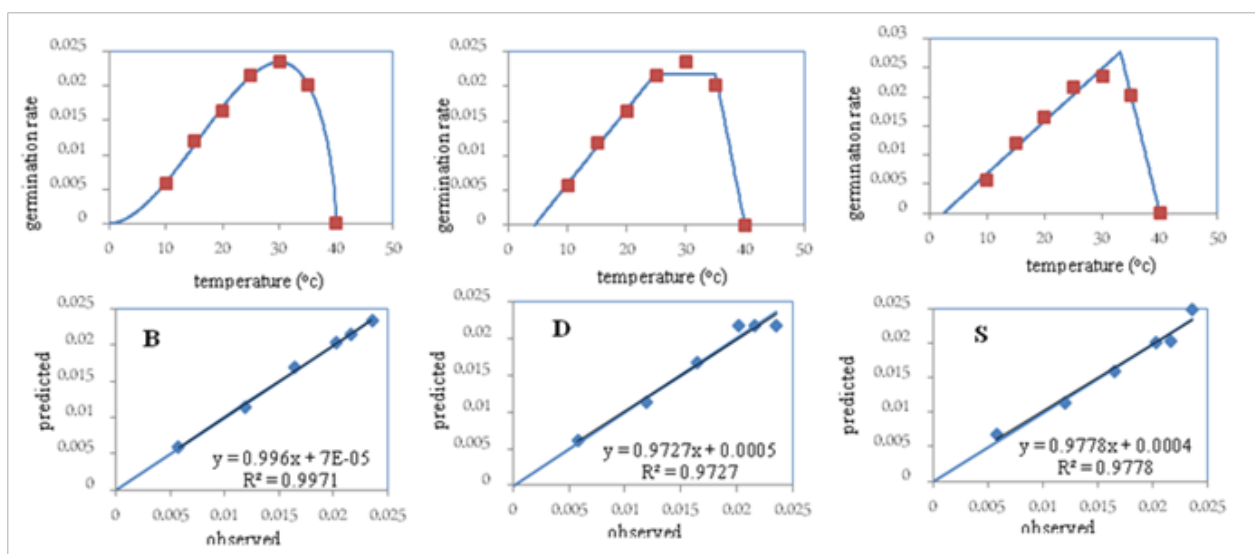 germination rate
0.025
0.02
0.015
0.01
0.005
0
0 10 20 30 40 50
temperature (ºc)
germination rate
0.025
0.02
0.015
0.01
0.005
0
0 10 20 30 40 50
temperature (ºc)
germination rate
0.03
0.025
0.02
0.015
0.01
0.005
0
0 10 20 30 40 50
temperature (ºc)
predicted
0.025
0.02
0.015
0.01
0.005
0
B
y = 0.996x + 7E-05
R² = 0.9971
0 0.005 0.01 0.015 0.02 0.025
observed
predicted
0.025
0.02
0.015
0.01
0.005
0
D
y = 0.9727x + 0.0005
R² = 0.9727
0 0.005 0.01 0.015 0.02 0.025
observed
predicted
0.025
0.02
0.015
0.01
0.005
0
S
y = 0.9778x + 0.0004
R² = 0.9778
0 0.005 0.01 0.015 0.02 0.025
observed